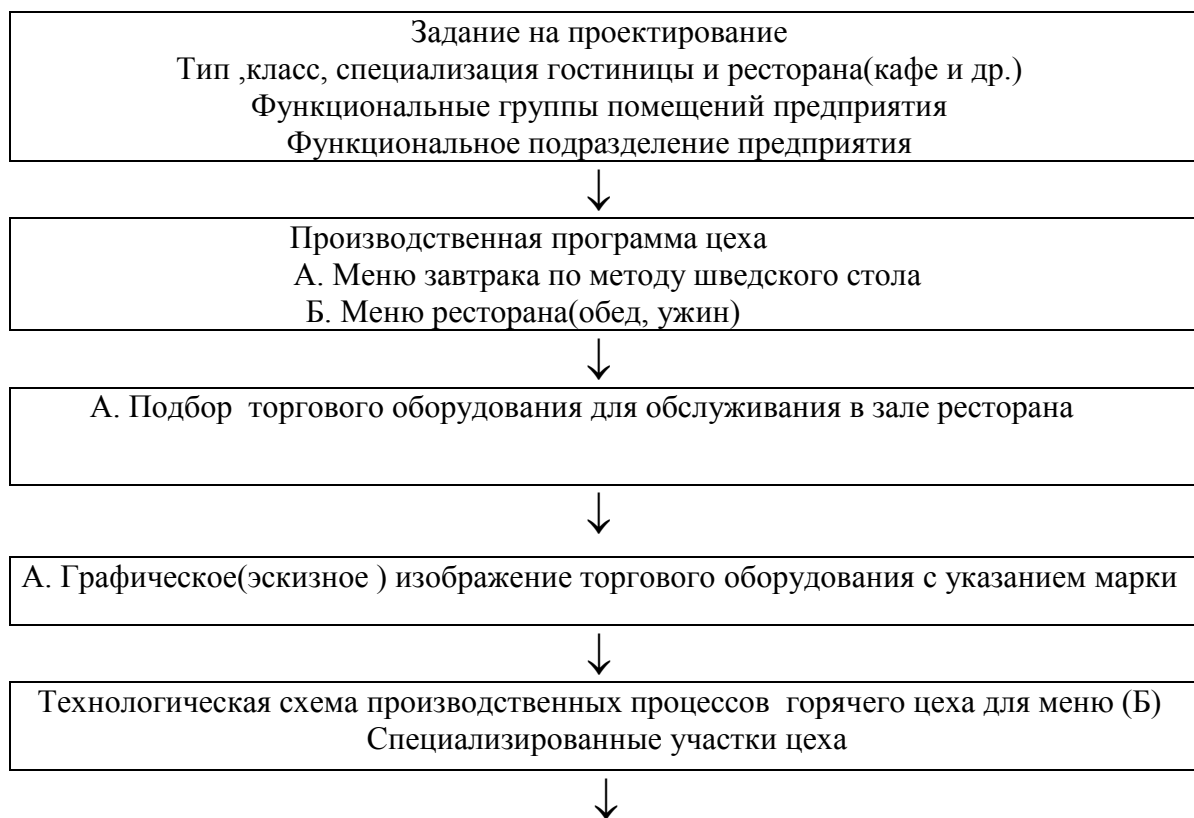 Задание на проектирование
Тип ,класс, специализация гостиницы и ресторана(кафе и др.)
Функциональные группы помещений предприятия
Функциональное подразделение предприятия
Производственная программа цеха
А. Меню завтрака по методу шведского стола
Б. Меню ресторана(обед, ужин)
А. Подбор торгового оборудования для обслуживания в зале ресторана
А. Графическое(эскизное ) изображение торгового оборудования с указанием марки
Технологическая схема производственных процессов горячего цеха для меню (Б)
Специализированные участки цеха